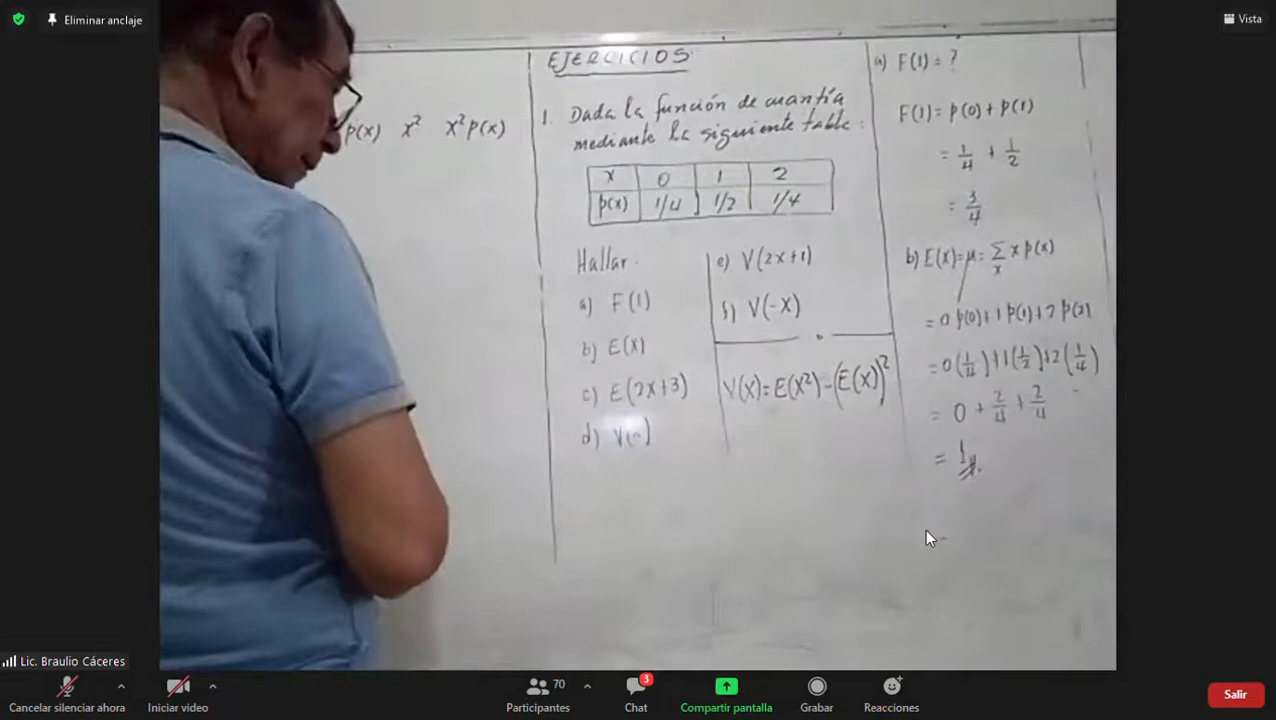 Eliminar anclaje
Vista
p(x) x² x²p(x)
EJERCICIOS
1. Dada la función de cuantía
mediante la siguiente tabla:
x 0 1 2
p(x) 1/4 1/2 1/4
Hallar:
a) F(1)
b) E(x)
c) E(2x+3)
d)
e) V(2x+1)
f) V(-x)
V(x)=E(x²)-(E(x))²
a) F(1) = ?
F(1) = p(0) + p(1)
= 1/4 + 1/2
= 3/4
b) E(x)=μ= Σx x p(x)
= 0 p(0)+1 p(1)+2 p(2)
= 0(1/4)+1(1/2)+2(1/4)
= 0 + 2/4 + 2/4
= 1
Lic. Braulio Cáceres
Cancelar silenciar ahora
Iniciar video
70
Participantes
3
Chat
Compartir pantalla
Grabar
Reacciones
Salir